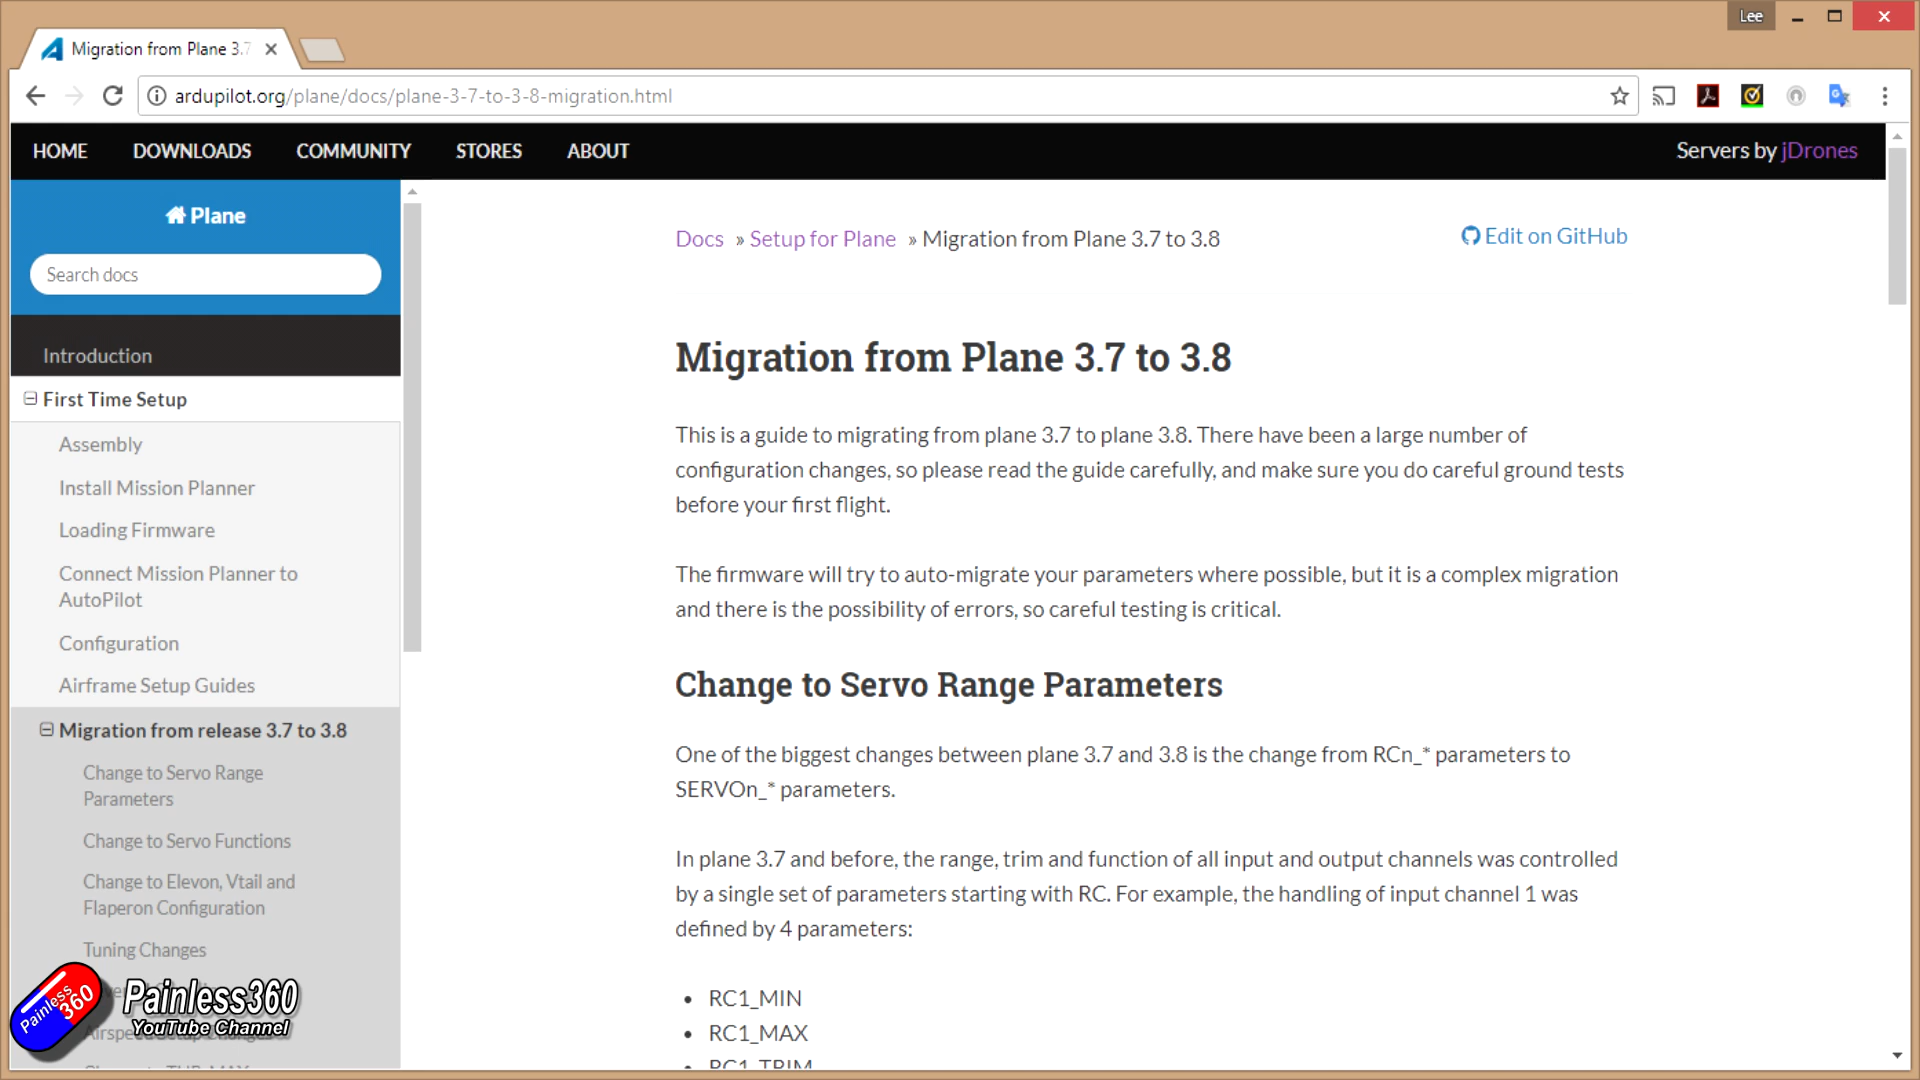 Lee
Migration from Plane 3.7
ardupilot.org/plane/docs/plane-3-7-to-3-8-migration.html
HOME DOWNLOADS COMMUNITY STORES ABOUT Servers by jDrones
Plane
Search docs
Introduction
First Time Setup
Assembly
Install Mission Planner
Loading Firmware
Connect Mission Planner to
AutoPilot
Configuration
Airframe Setup Guides
Migration from release 3.7 to 3.8
Change to Servo Range
Parameters
Change to Servo Functions
Change to Elevon, Vtail and
Flaperon Configuration
Tuning Changes
Docs » Setup for Plane » Migration from Plane 3.7 to 3.8
Edit on GitHub
Migration from Plane 3.7 to 3.8
This is a guide to migrating from plane 3.7 to plane 3.8. There have been a large number of
configuration changes, so please read the guide carefully, and make sure you do careful ground tests
before your first flight.
The firmware will try to auto-migrate your parameters where possible, but it is a complex migration
and there is the possibility of errors, so careful testing is critical.
Change to Servo Range Parameters
One of the biggest changes between plane 3.7 and 3.8 is the change from RCn_* parameters to
SERVOn_* parameters.
In plane 3.7 and before, the range, trim and function of all input and output channels was controlled
by a single set of parameters starting with RC. For example, the handling of input channel 1 was
defined by 4 parameters:
• RC1_MIN
• RC1_MAX
• RC1_TRIM
Painless
360
Painless360
YouTube Channel